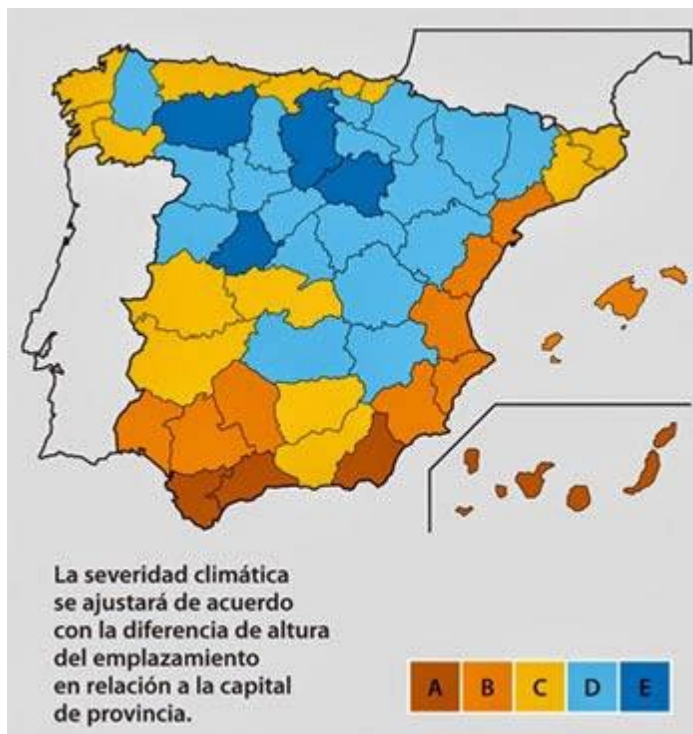 La severidad climática
se ajustará de acuerdo
con la diferencia de altura
del emplazamiento
en relación a la capital
de provincia.
A B C D E